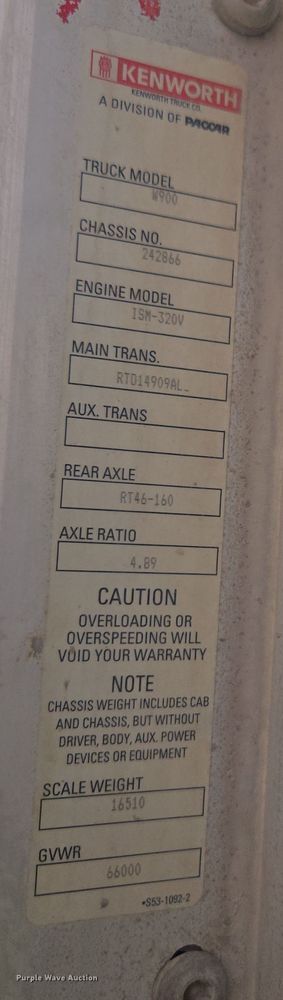 KENWORTH
KENWORTH TRUCK CO.
A DIVISION OF PACCAR
TRUCK MODEL
W900
CHASSIS NO.
242866
ENGINE MODEL
ISM-320V
MAIN TRANS.
RTO14909AL_
AUX. TRANS
REAR AXLE
RT46-160
AXLE RATIO
4.89
CAUTION
OVERLOADING OR
OVERSPEEDING WILL
VOID YOUR WARRANTY
NOTE
CHASSIS WEIGHT INCLUDES CAB
AND CHASSIS, BUT WITHOUT
DRIVER, BODY, AUX. POWER
DEVICES OR EQUIPMENT
SCALE WEIGHT
16510
GVWR
66000
•S53-1092-2
Purple Wave Auction